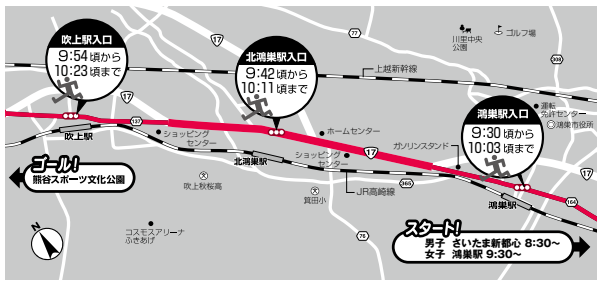 吹上駅入口
9:54頃から
10:23頃まで
北鴻巣駅入口
9:42頃から
10:11頃まで
鴻巣駅入口
9:30頃から
10:03頃まで
川里中央
公園
ゴルフ場
上越新幹線
運転
免許センター
鴻巣市役所
ホームセンター
ガソリンスタンド
ショッピング
センター
ショッピング
センター
吹上駅
北鴻巣駅
鴻巣駅
JR高崎線
吹上秋桜高
箕田小
コスモスアリーナ
ふきあげ
17
17
17
17
77
308
137
365
76
164
文
文
N
ゴール!
熊谷スポーツ文化公園
スタート!
男子 さいたま新都心 8:30~
女子 鴻巣駅 9:30~